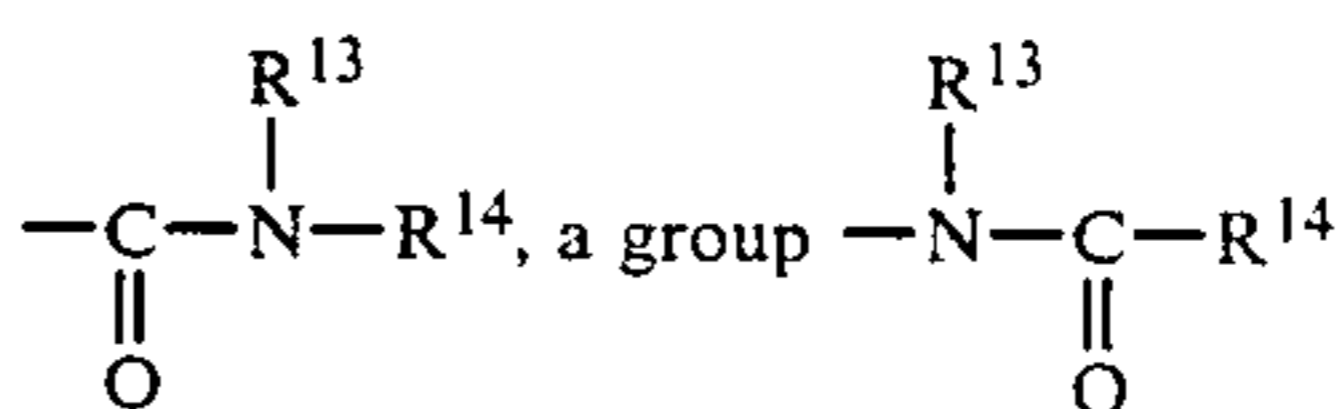 R13 R13
—C—N—R14, a group —N—C—R14
O O